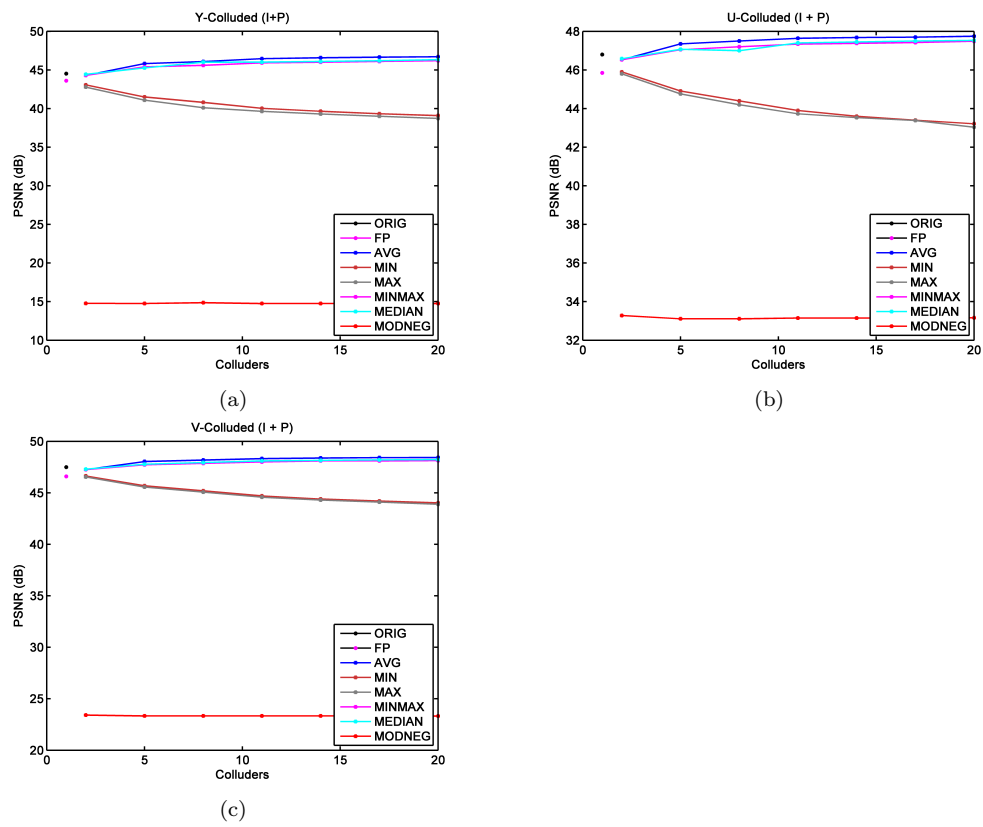 Y-Colluded (I+P)
50
45
40
35
30
25
20
15
10
PSNR (dB)
0
5
10
15
20
Colluders
ORIG
FP
AVG
MIN
MAX
MINMAX
MEDIAN
MODNEG
(a)
U-Colluded (I + P)
48
46
44
42
40
38
36
34
32
PSNR (dB)
0
5
10
15
20
Colluders
ORIG
FP
AVG
MIN
MAX
MINMAX
MEDIAN
MODNEG
(b)
V-Colluded (I + P)
50
45
40
35
30
25
20
PSNR (dB)
0
5
10
15
20
Colluders
ORIG
FP
AVG
MIN
MAX
MINMAX
MEDIAN
MODNEG
(c)